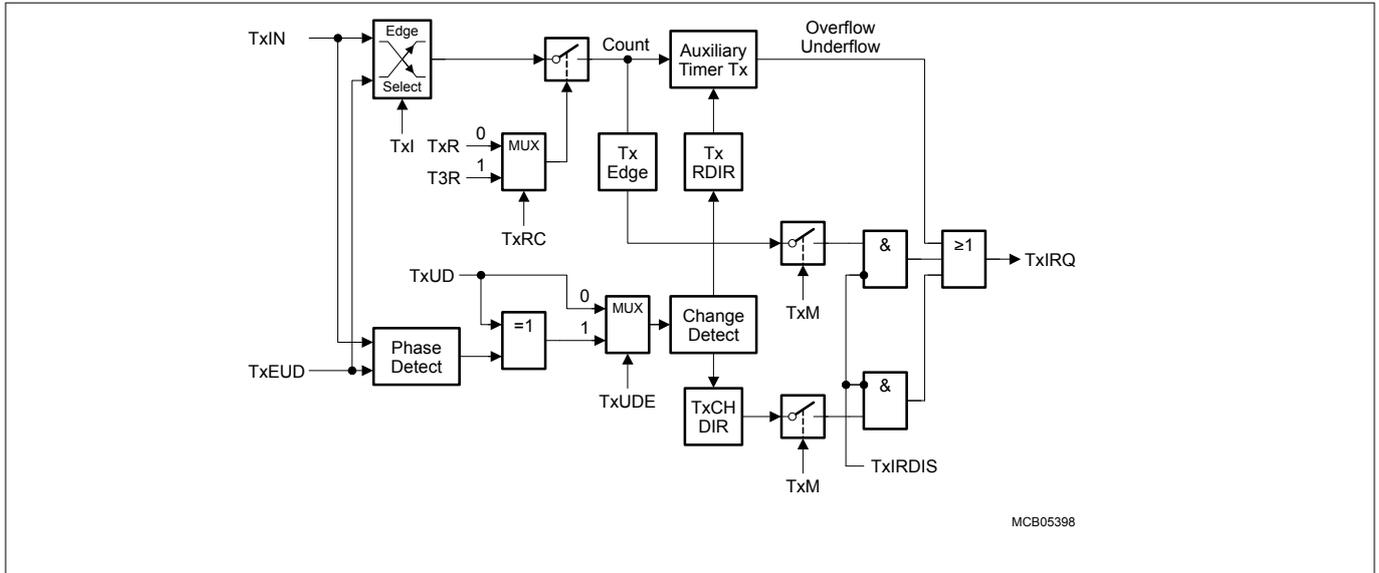 TxIN
Edge
Select
TxI
Count
Auxiliary
Timer Tx
Overflow
Underflow
TxR
0
T3R
1
MUX
TxRC
Tx
Edge
Tx
RDIR
TxM
&
≥1
TxIRQ
TxUD
0
=1
1
MUX
Change
Detect
TxEUD
Phase
Detect
TxUDE
TxCH
DIR
TxM
&
TxIRDIS
MCB05398